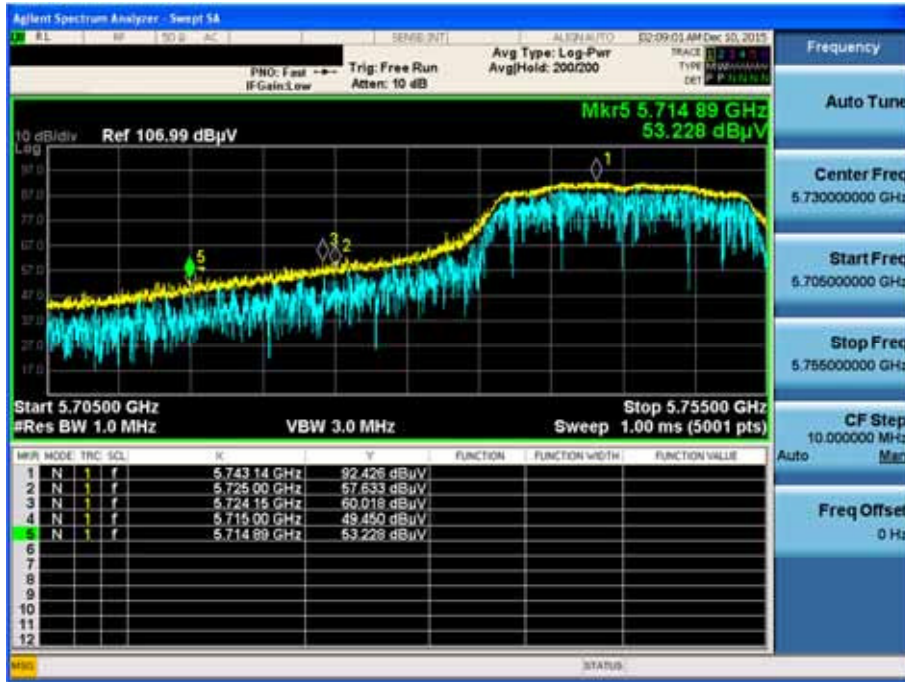 Agilent Spectrum Analyzer - Swept SA
RL RF 50 Ω AC SENSE:INT ALIGN AUTO 02:09:01 AM Dec 10, 2015
PNO: Fast Trig: Free Run Avg Type: Log-Pwr TRACE 1 2 3 4 5 6
IFGain:Low Atten: 10 dB Avg|Hold: 200/200 TYPE
DET P P N N N N
Mkr5 5.714 89 GHz
53.228 dBµV
10 dB/div Ref 106.99 dBµV
Log
97.0
87.0
77.0
67.0
57.0
47.0
37.0
27.0
17.0
1
3
2
5
Start 5.70500 GHz Stop 5.75500 GHz
#Res BW 1.0 MHz VBW 3.0 MHz Sweep 1.00 ms (5001 pts)
MKR MODE TRC SCL X Y FUNCTION FUNCTION WIDTH FUNCTION VALUE
1 N 1 f 5.743 14 GHz 92.426 dBµV
2 N 1 f 5.725 00 GHz 57.633 dBµV
3 N 1 f 5.724 15 GHz 60.018 dBµV
4 N 1 f 5.715 00 GHz 49.450 dBµV
5 N 1 f 5.714 89 GHz 53.228 dBµV
6
7
8
9
10
11
12
MSG STATUS
Frequency
Auto Tune
Center Freq
5.730000000 GHz
Start Freq
5.705000000 GHz
Stop Freq
5.755000000 GHz
CF Step
10.000000 MHz
Auto Man
Freq Offset
0 Hz